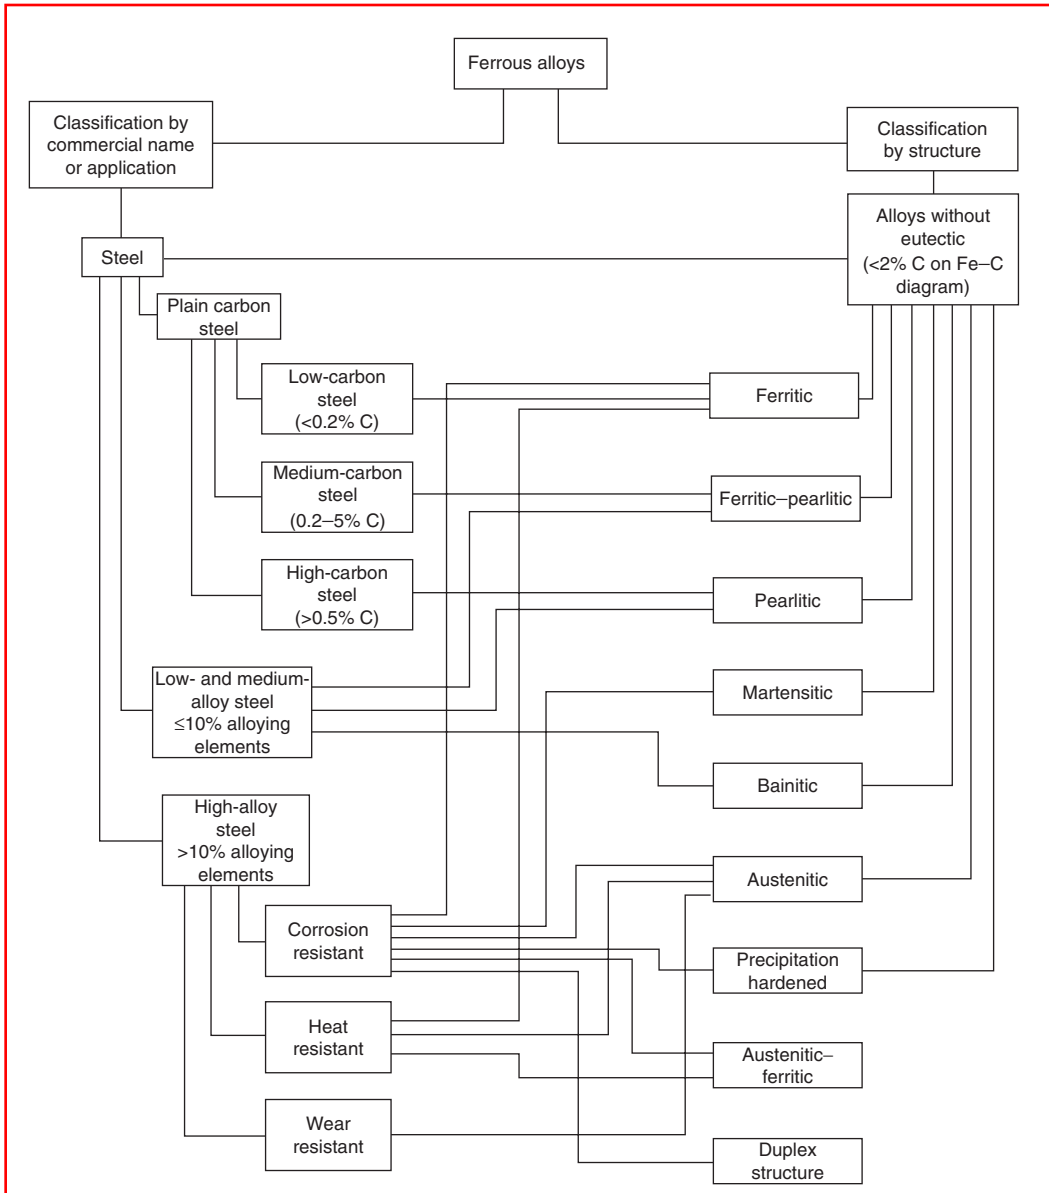 Ferrous alloys
Classification by
commercial name
or application
Classification
by structure
Alloys without
eutectic
(<2% C on Fe–C
diagram)
Steel
Plain carbon
steel
Low-carbon
steel
(<0.2% C)
Ferritic
Medium-carbon
steel
(0.2–5% C)
Ferritic–pearlitic
High-carbon
steel
(>0.5% C)
Pearlitic
Low- and medium-
alloy steel
≤10% alloying
elements
Martensitic
Bainitic
High-alloy
steel
>10% alloying
elements
Austenitic
Corrosion
resistant
Precipitation
hardened
Heat
resistant
Austenitic–
ferritic
Wear
resistant
Duplex
structure